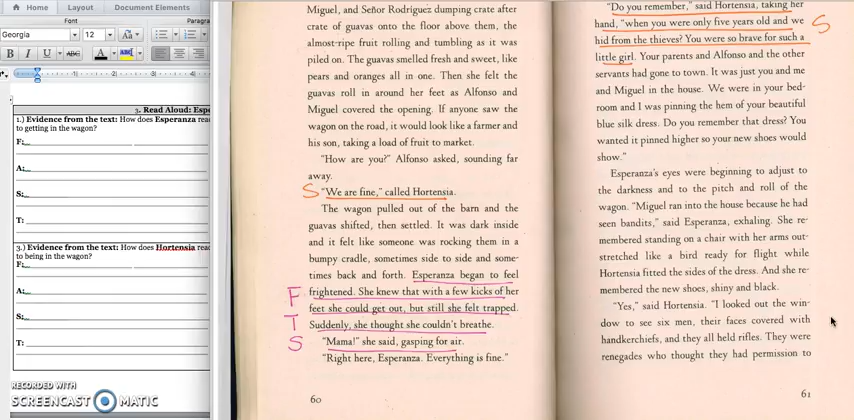 Home
Layout
Document Elements
Font
Paragr
Georgia
12
B I U ABC
A
ABC
3. Read Aloud: Espe
1.) Evidence from the text: How does Esperanza rea
to getting in the wagon?
F:
A:
S:
T:
3.) Evidence from the text: How does Hortensia rea
to being in the wagon?
F:
A:
S:
T:
RECORDED WITH
SCREENCAST MATIC
Miguel, and Señor Rodríguez dumping crate after
crate of guavas onto the floor above them, the
almost-ripe fruit rolling and tumbling as it was
piled on. The guavas smelled fresh and sweet, like
pears and oranges all in one. Then she felt the
guavas roll in around her feet as Alfonso and
Miguel covered the opening. If anyone saw the
wagon on the road, it would look like a farmer and
his son, taking a load of fruit to market.
"How are you?" Alfonso asked, sounding far
away.
S "We are fine," called Hortensia.
The wagon pulled out of the barn and the
guavas shifted, then settled. It was dark inside
and it felt like someone was rocking them in a
bumpy cradle, sometimes side to side and some-
times back and forth. Esperanza began to feel
F frightened. She knew that with a few kicks of her
feet she could get out, but still she felt trapped.
T Suddenly, she thought she couldn't breathe.
S "Mama!" she said, gasping for air.
"Right here, Esperanza. Everything is fine."
60
"Do you remember," said Hortensia, taking her
hand, "when you were only five years old and we S
hid from the thieves? You were so brave for such a
little girl. Your parents and Alfonso and the other
servants had gone to town. It was just you and me
and Miguel in the house. We were in your bed-
room and I was pinning the hem of your beautiful
blue silk dress. Do you remember that dress? You
wanted it pinned higher so your new shoes would
show."
Esperanza's eyes were beginning to adjust to
the darkness and to the pitch and roll of the
wagon. "Miguel ran into the house because he had
seen bandits," said Esperanza, exhaling. She re-
membered standing on a chair with her arms out-
stretched like a bird ready for flight while
Hortensia fitted the sides of the dress. And she re-
membered the new shoes, shiny and black.
"Yes," said Hortensia. "I looked out the win-
dow to see six men, their faces covered with
handkerchiefs, and they all held rifles. They were
renegades who thought they had permission to
61